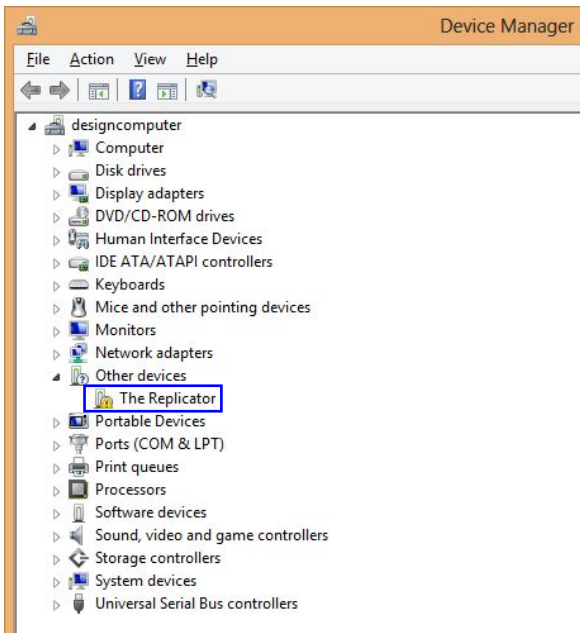 Device Manager
File Action View Help
designcomputer
Computer
Disk drives
Display adapters
DVD/CD-ROM drives
Human Interface Devices
IDE ATA/ATAPI controllers
Keyboards
Mice and other pointing devices
Monitors
Network adapters
Other devices
The Replicator
Portable Devices
Ports (COM & LPT)
Print queues
Processors
Software devices
Sound, video and game controllers
Storage controllers
System devices
Universal Serial Bus controllers